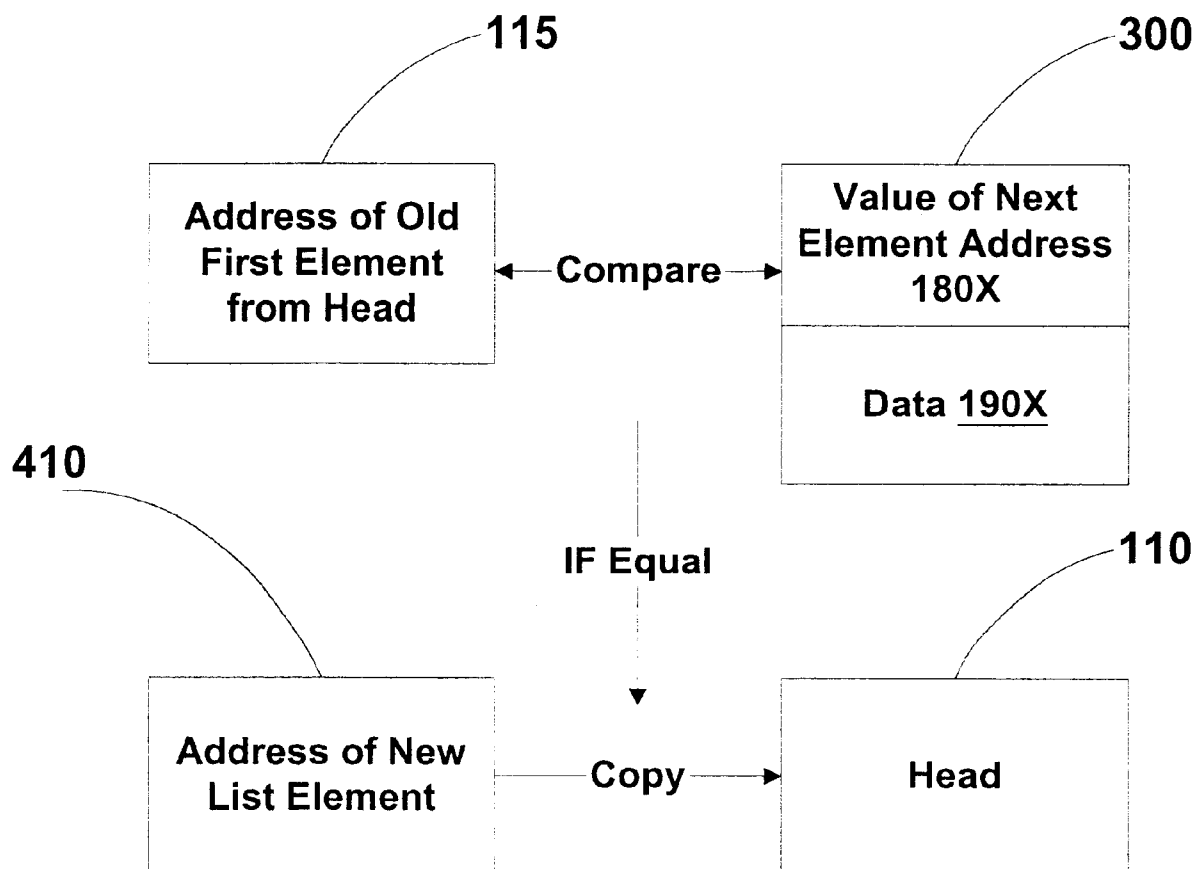 115
300
Address of Old
First Element
from Head
Compare
Value of Next
Element Address
180X
Data 190X
410
IF Equal
110
Address of New
List Element
Copy
Head